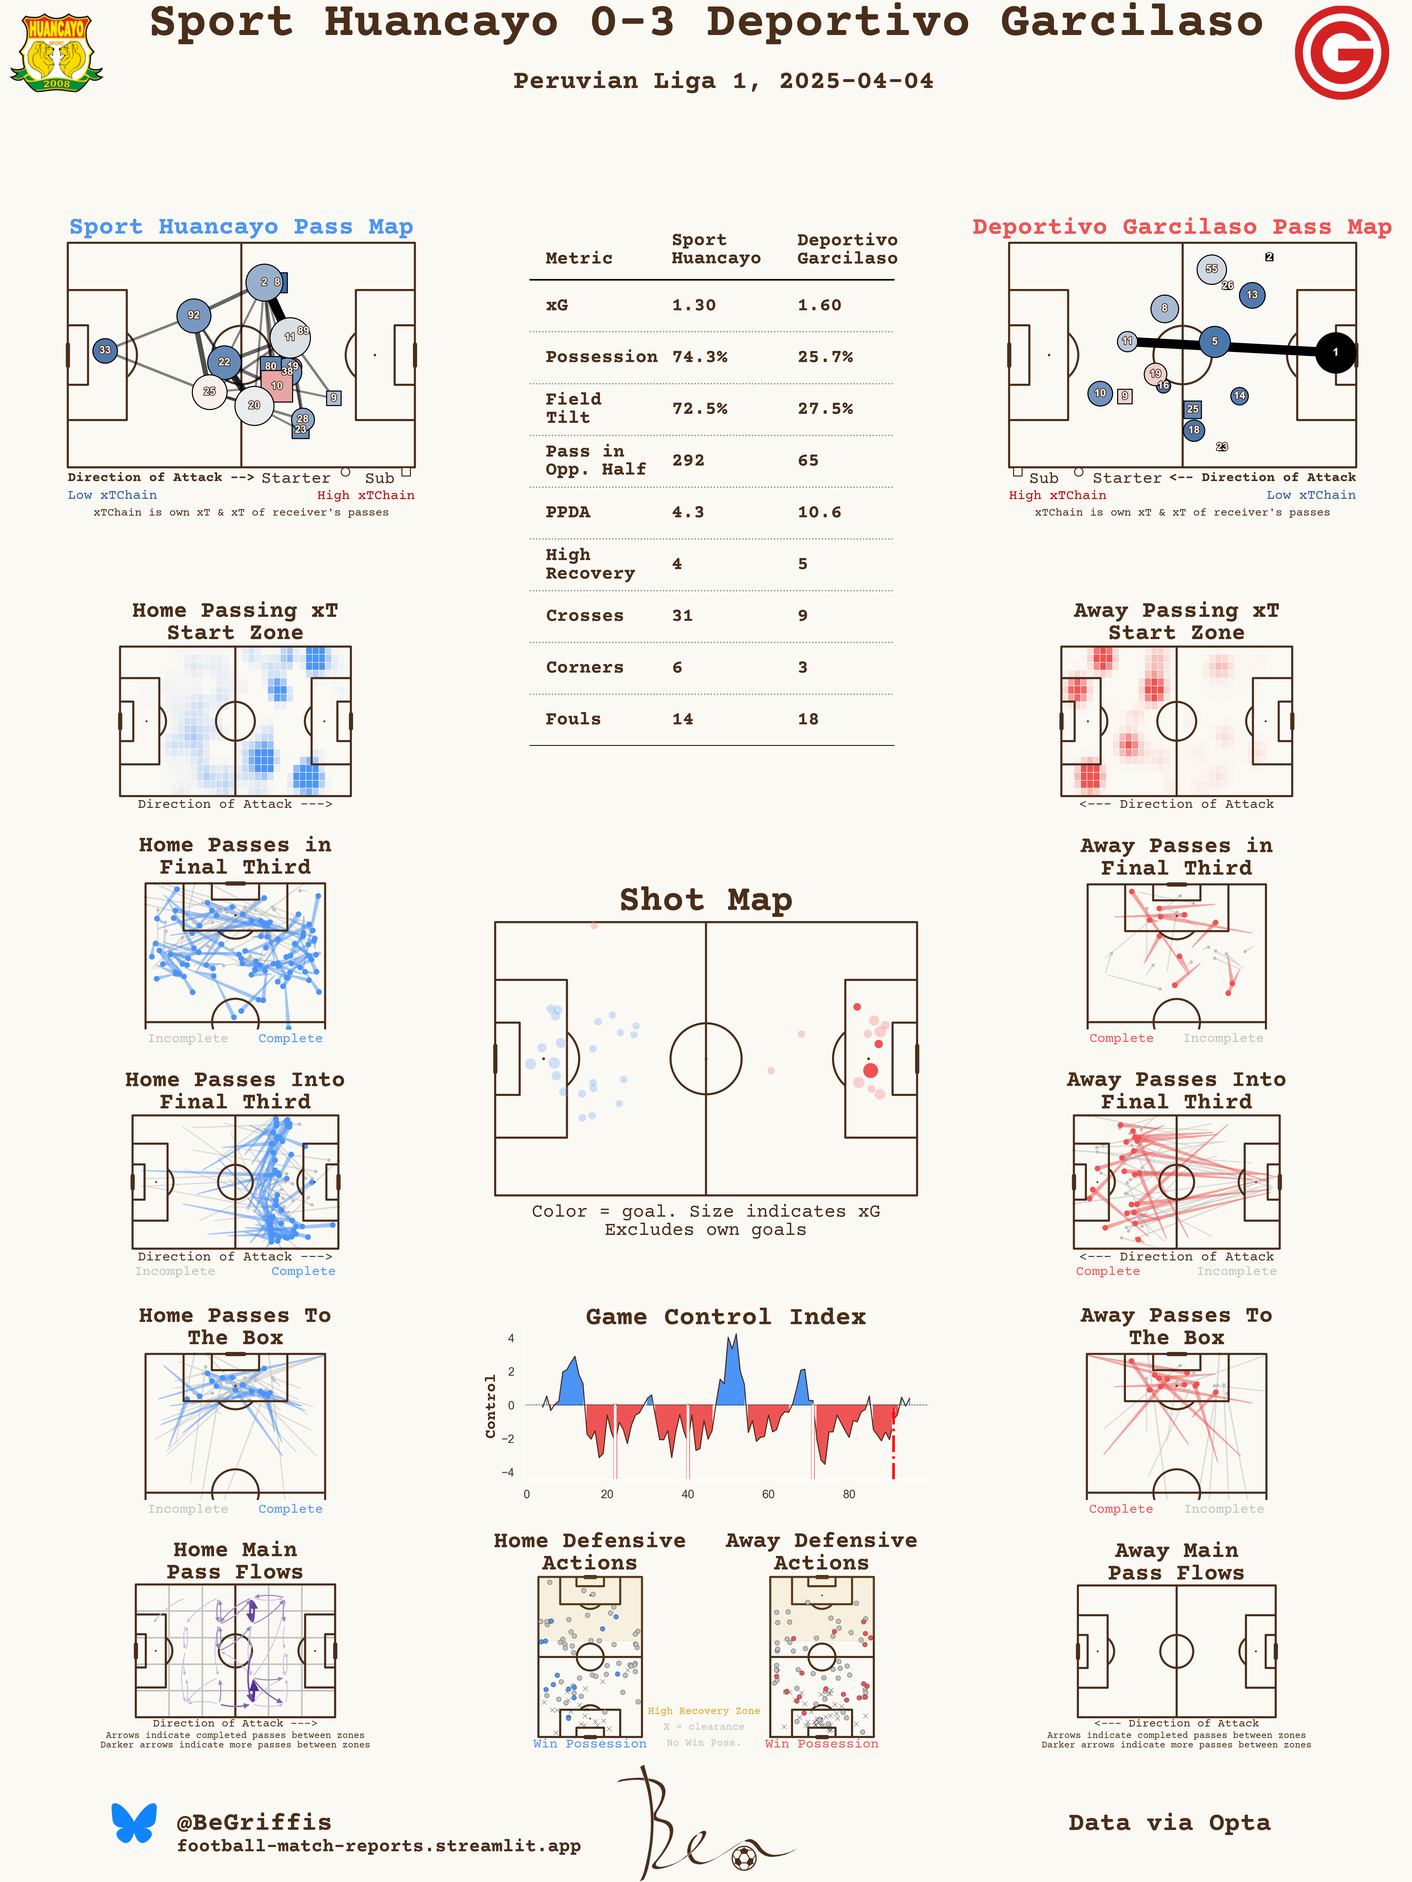 Sport Huancayo 0-3 Deportivo Garcilaso
Peruvian Liga 1, 2025-04-04
HUANCAYO
SPORT
2008
G
Sport Huancayo Pass Map
2 8
92
11 89
33
22
80 19
38
10
25
20
9
28
23
Direction of Attack --> Starter Sub
Low xTChain High xTChain
xTChain is own xT & xT of receiver's passes
Metric Sport Huancayo Deportivo Garcilaso
xG 1.30 1.60
Possession 74.3% 25.7%
Field Tilt 72.5% 27.5%
Pass in Opp. Half 292 65
PPDA 4.3 10.6
High Recovery 4 5
Crosses 31 9
Corners 6 3
Fouls 14 18
Deportivo Garcilaso Pass Map
2
55
26
13
8
11
5
1
19
16
10
9
14
25
18
23
Sub Starter <-- Direction of Attack
High xTChain Low xTChain
xTChain is own xT & xT of receiver's passes
Home Passing xT
Start Zone
Direction of Attack --->
Away Passing xT
Start Zone
<--- Direction of Attack
Home Passes in
Final Third
Incomplete Complete
Away Passes in
Final Third
Complete Incomplete
Shot Map
Color = goal. Size indicates xG
Excludes own goals
Home Passes Into
Final Third
Direction of Attack --->
Incomplete Complete
Away Passes Into
Final Third
<--- Direction of Attack
Complete Incomplete
Home Passes To
The Box
Incomplete Complete
Game Control Index
Control
4
2
0
−2
−4
0 20 40 60 80
Away Passes To
The Box
Complete Incomplete
Home Main
Pass Flows
Direction of Attack --->
Arrows indicate completed passes between zones
Darker arrows indicate more passes between zones
Home Defensive
Actions
Win Possession
High Recovery Zone
X = clearance
No Win Poss.
Away Defensive
Actions
Win Possession
Away Main
Pass Flows
<--- Direction of Attack
Arrows indicate completed passes between zones
Darker arrows indicate more passes between zones
@BeGriffis
football-match-reports.streamlit.app
Ben
Data via Opta